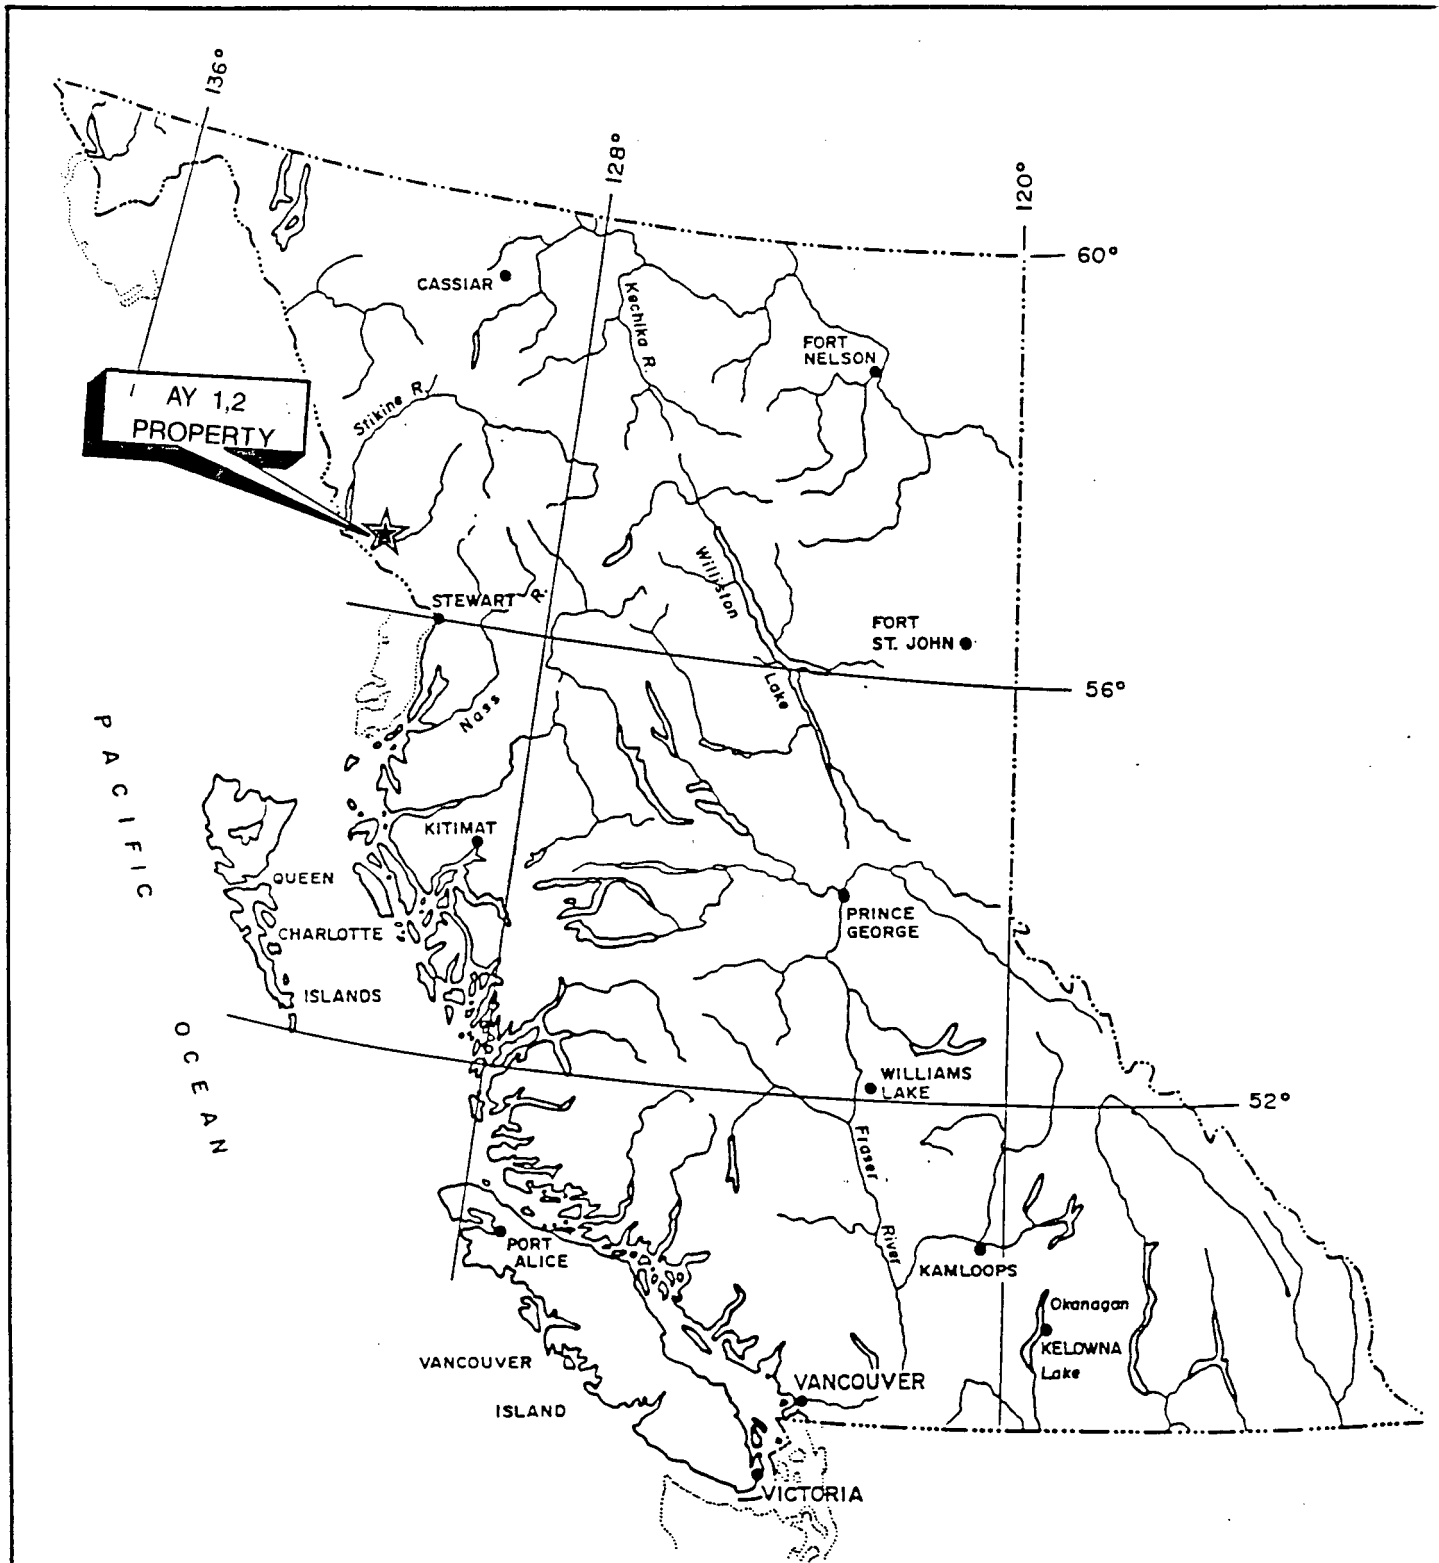 136°
128°
120°
60°
CASSIAR
Kechika R.
FORT
NELSON
AY 1,2
PROPERTY
Stikine R.
Williston
Lake
STEWART
R.
Nass
FORT
ST. JOHN
56°
PACIFIC
OCEAN
KITIMAT
QUEEN
CHARLOTTE
ISLANDS
PRINCE
GEORGE
WILLIAMS
LAKE
52°
Fraser
River
PORT
ALICE
KAMLOOPS
Okanagan
KELOWNA
Lake
VANCOUVER
ISLAND
VANCOUVER
VICTORIA